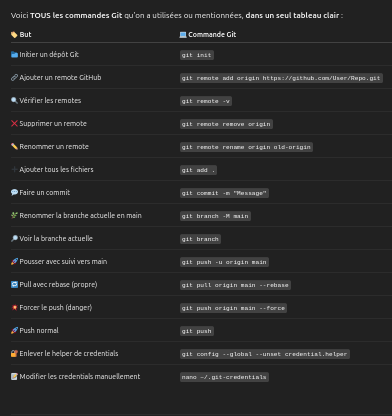 Voici TOUS les commandes Git qu'on a utilisées ou mentionnées, dans un seul tableau clair :
But Commande Git
Initier un dépôt Git git init
Ajouter un remote GitHub git remote add origin https://github.com/User/Repo.git
Vérifier les remotes git remote -v
Supprimer un remote git remote remove origin
Renommer un remote git remote rename origin old-origin
Ajouter tous les fichiers git add .
Faire un commit git commit -m "Message"
Renommer la branche actuelle en main git branch -M main
Voir la branche actuelle git branch
Pousser avec suivi vers main git push -u origin main
Pull avec rebase (propre) git pull origin main --rebase
Forcer le push (danger) git push origin main --force
Push normal git push
Enlever le helper de credentials git config --global --unset credential.helper
Modifier les credentials manuellement nano ~/.git-credentials